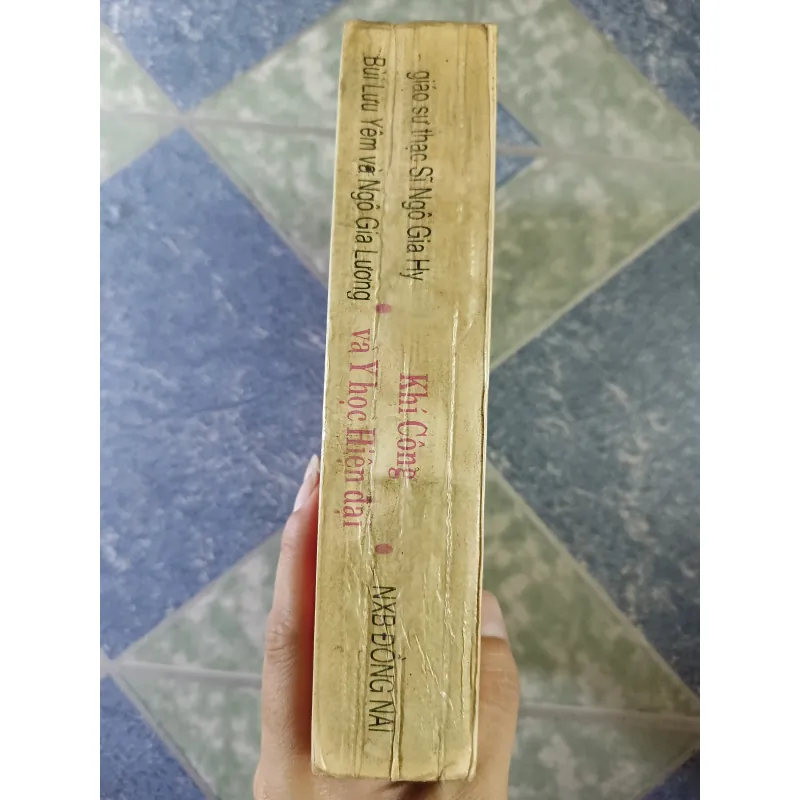 giáo sư thạc Sĩ Ngô Gia Hy
Bùi Lưu Yêm và Ngô Gia Lương
Khí Công
và Y học Hiện đại
NXB ĐỒNG NAI